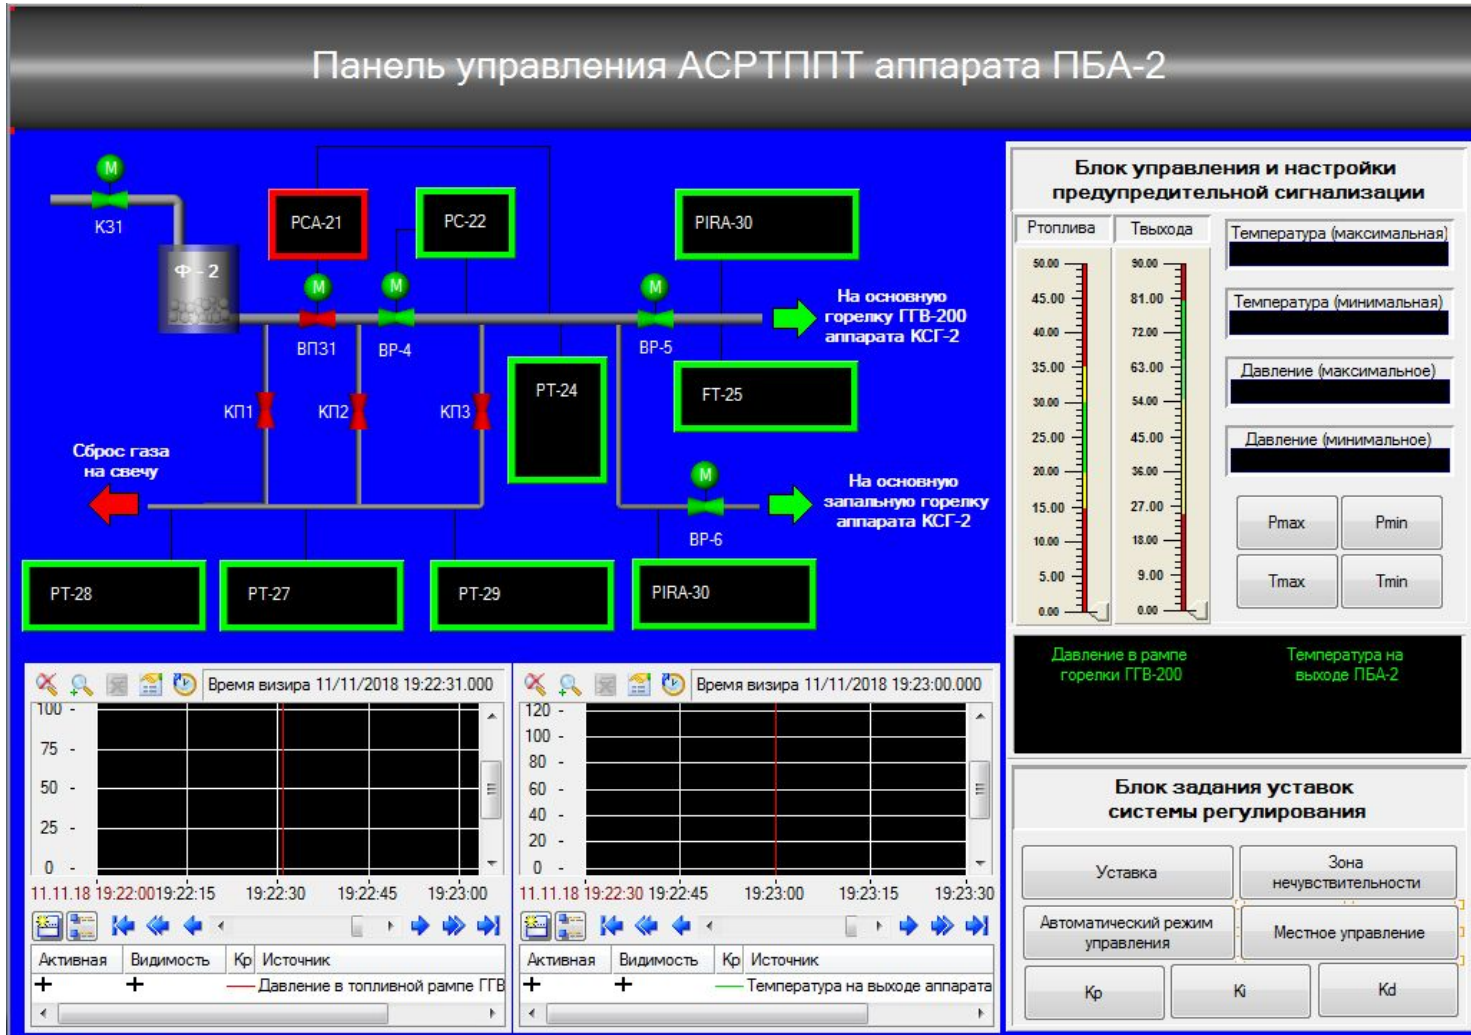 Панель управления АСРТППТ аппарата ПБА-2
М
КЗ1
Ф - 2
PCA-21
PC-22
PIRA-30
М
М
М
ВПЗ1
ВР-4
ВР-5
На основную
горелку ГГВ-200
аппарата КСГ-2
КП1
КП2
КП3
PT-24
FT-25
Сброс газа
на свечу
М
ВР-6
На основную
запальную горелку
аппарата КСГ-2
PT-28
PT-27
PT-29
PIRA-30
Блок управления и настройки
предупредительной сигнализации
Pтоплива
Tвыхода
50.00
45.00
40.00
35.00
30.00
25.00
20.00
15.00
10.00
5.00
0.00
90.00
81.00
72.00
63.00
54.00
45.00
36.00
27.00
18.00
9.00
0.00
Температура (максимальная)
Температура (минимальная)
Давление (максимальное)
Давление (минимальное)
Pmax
Pmin
Tmax
Tmin
Давление в рампе
горелки ГГВ-200
Температура на
выходе ПБА-2
Блок задания уставок
системы регулирования
Уставка
Зона
нечувствительности
Автоматический режим
управления
Местное управление
Kp
Ki
Kd
Время визира 11/11/2018 19:22:31.000
100
75
50
25
0
11.11.18 19:22:00 19:22:15 19:22:30 19:22:45 19:23:00
Активная Видимость Кр Источник
Давление в топливной рампе ГГВ
Время визира 11/11/2018 19:23:00.000
120
100
80
60
40
20
0
11.11.18 19:22:30 19:22:45 19:23:00 19:23:15 19:23:30
Активная Видимость Кр Источник
Температура на выходе аппарата